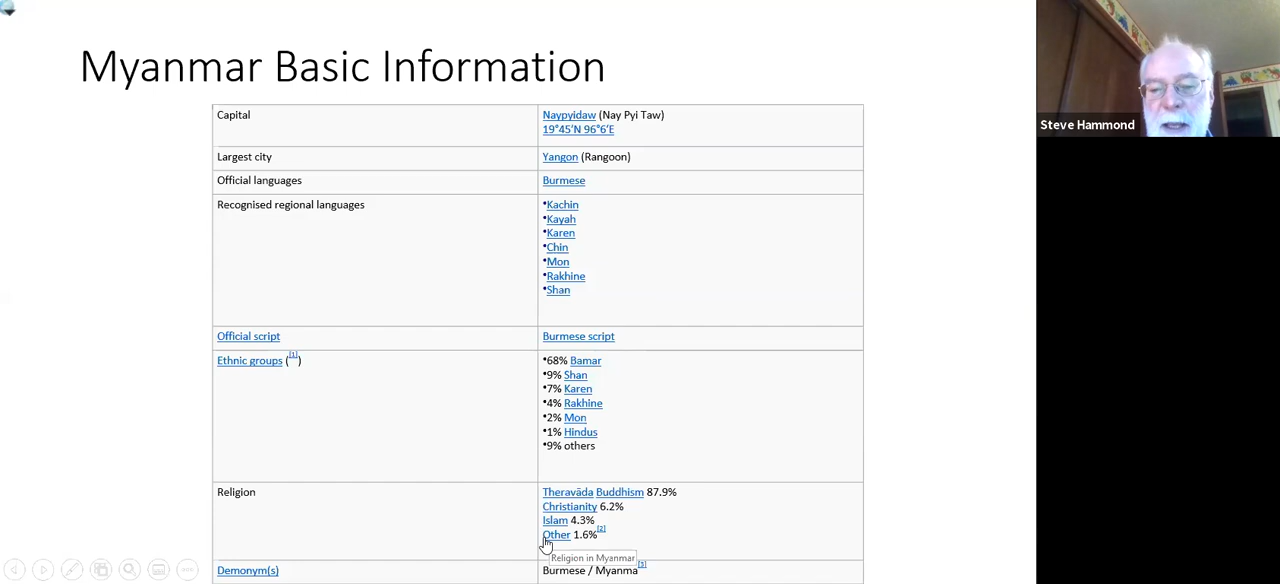 Myanmar Basic Information
Steve Hammond
Capital
Naypyidaw (Nay Pyi Taw)
19°45′N 96°6′E
Largest city
Yangon (Rangoon)
Official languages
Burmese
Recognised regional languages
•Kachin
•Kayah
•Karen
•Chin
•Mon
•Rakhine
•Shan
Official script
Burmese script
Ethnic groups ([1])
•68% Bamar
•9% Shan
•7% Karen
•4% Rakhine
•2% Mon
•1% Hindus
•9% others
Religion
Theravāda Buddhism 87.9%
Christianity 6.2%
Islam 4.3%
Other 1.6%[2]
Religion in Myanmar
Demonym(s)
Burmese / Myanma[3]